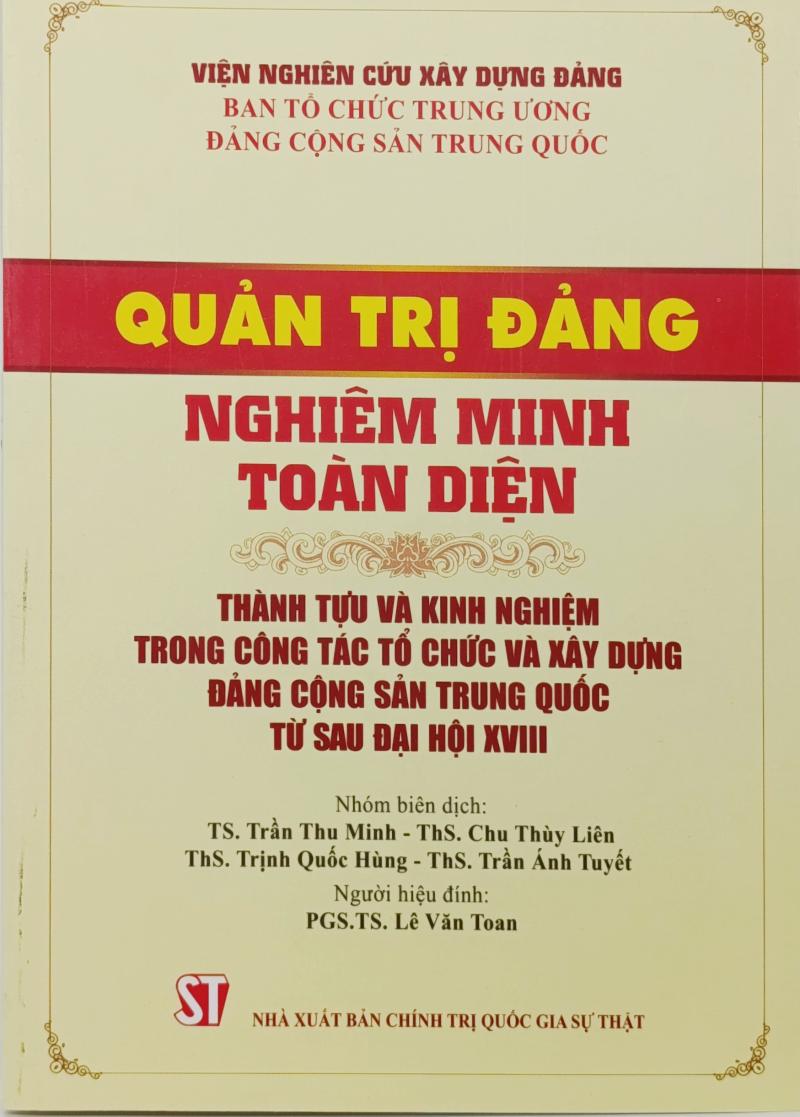 VIỆN NGHIÊN CỨU XÂY DỰNG ĐẢNG
BAN TỔ CHỨC TRUNG ƯƠNG
ĐẢNG CỘNG SẢN TRUNG QUỐC
QUẢN TRỊ ĐẢNG
NGHIÊM MINH
TOÀN DIỆN
THÀNH TỰU VÀ KINH NGHIỆM
TRONG CÔNG TÁC TỔ CHỨC VÀ XÂY DỰNG
ĐẢNG CỘNG SẢN TRUNG QUỐC
TỪ SAU ĐẠI HỘI XVIII
Nhóm biên dịch:
TS. Trần Thu Minh - ThS. Chu Thùy Liên
ThS. Trịnh Quốc Hùng - ThS. Trần Ánh Tuyết
Người hiệu đính:
PGS.TS. Lê Văn Toan
ST
NHÀ XUẤT BẢN CHÍNH TRỊ QUỐC GIA SỰ THẬT